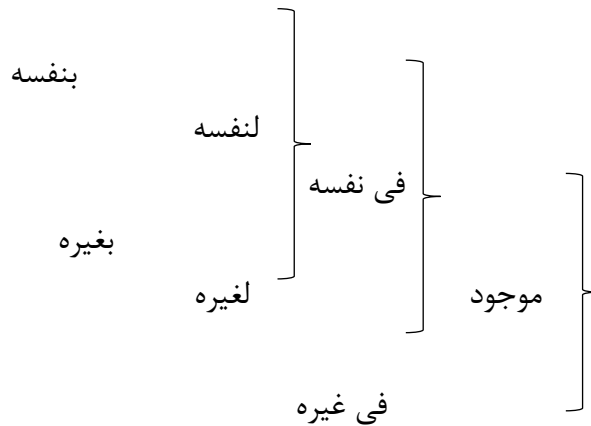 بنفسه
لنفسه
فی نفسه
بغیره
لغیره
موجود
فی غیره